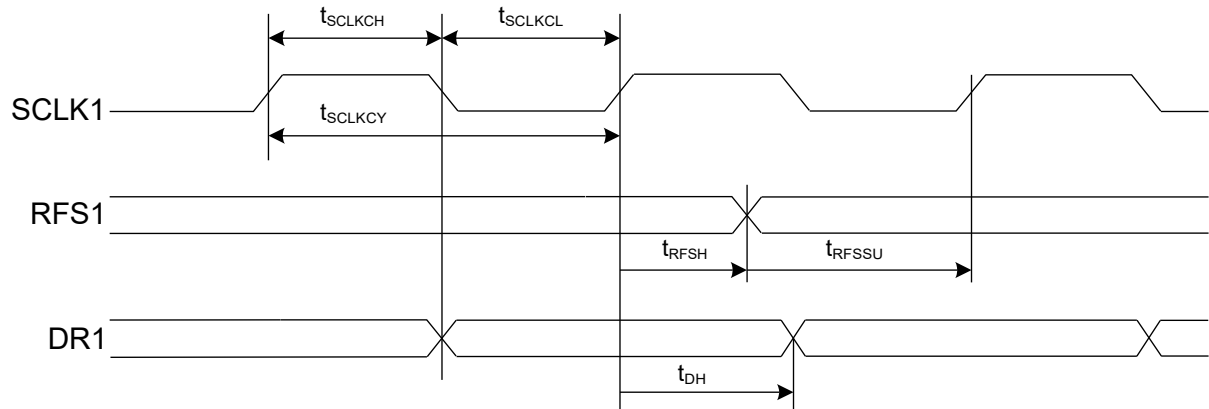 tSCLKCH tSCLKCL
SCLK1
tSCLKCY
RFS1
tRFSH tRFSSU
DR1
tDH